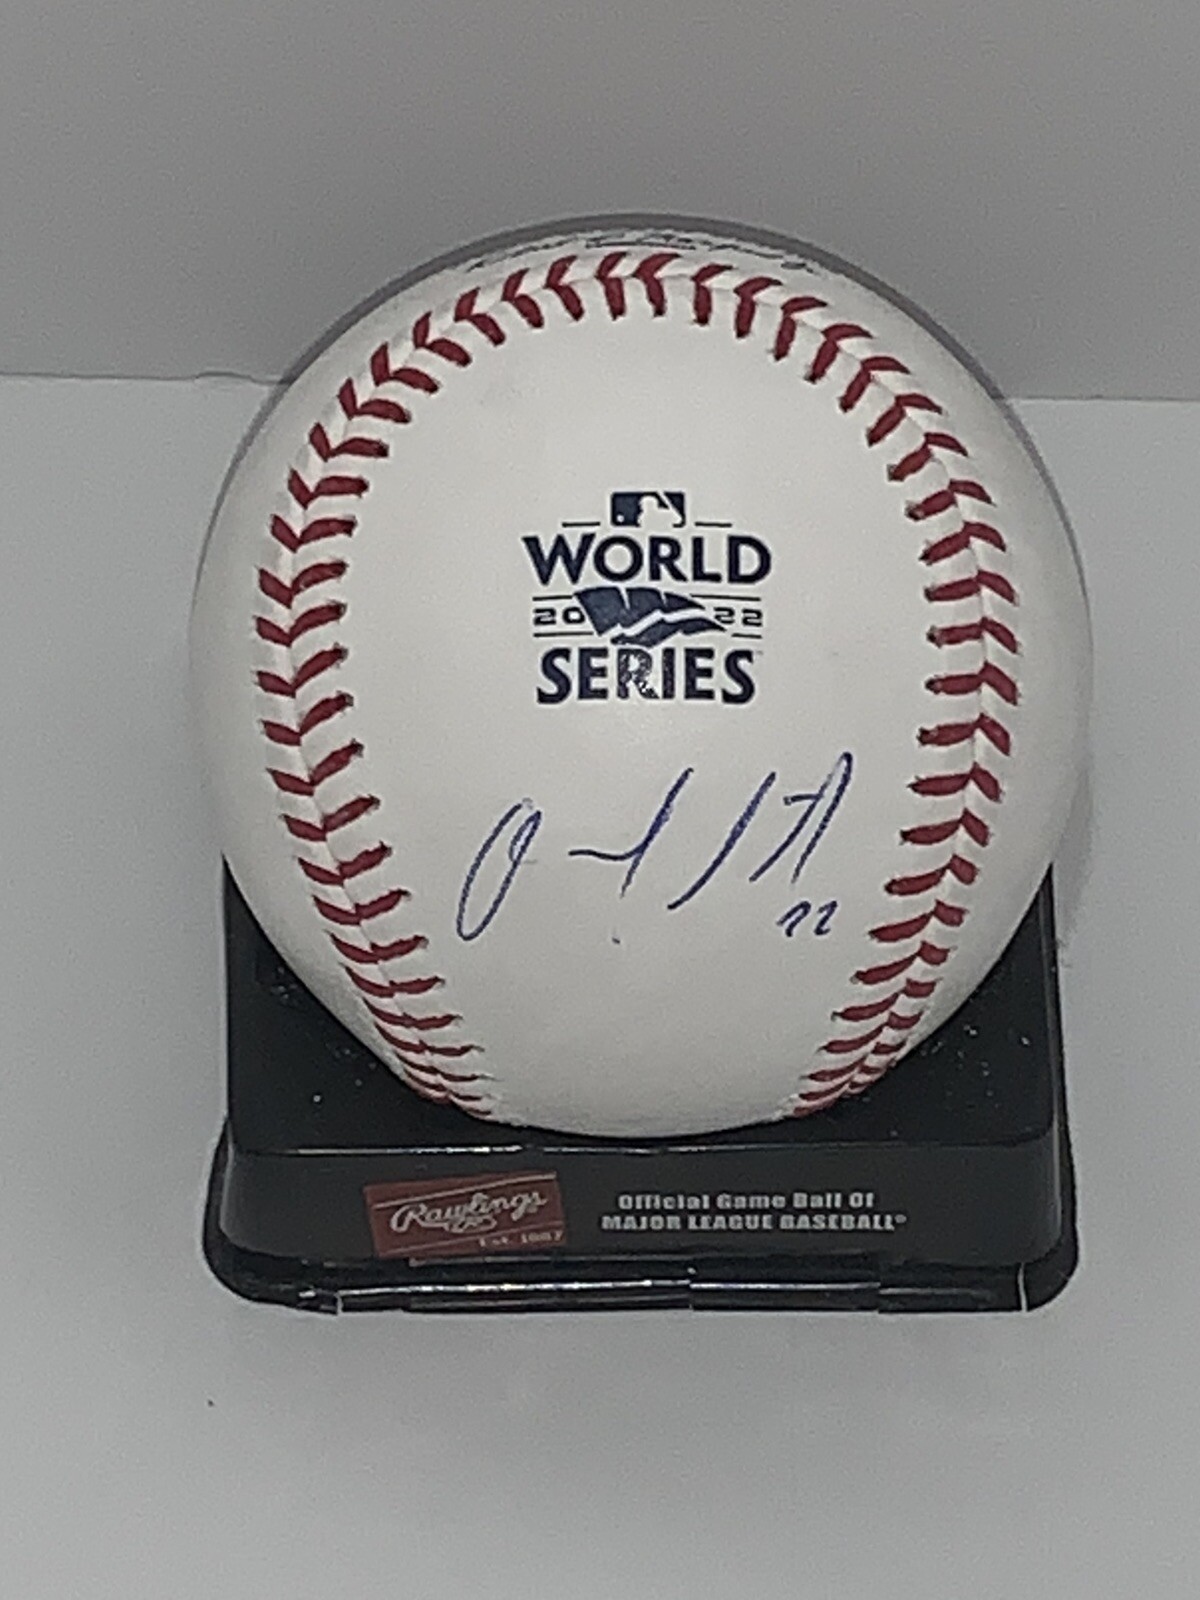 WORLD
2022
SERIES
22
Rawlings
Est. 1887
Official Game Ball Of
MAJOR LEAGUE BASEBALL®